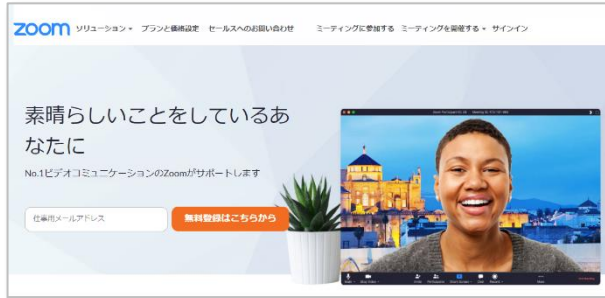 zoom ソリューション プランと価格設定 セールスへのお問い合わせ ミーティングに参加する ミーティングを開催する サインイン
素晴らしいことをしているあ
なたに
No.1ビデオコミュニケーションのZoomがサポートします
仕事用メールアドレス 無料登録はこちらから